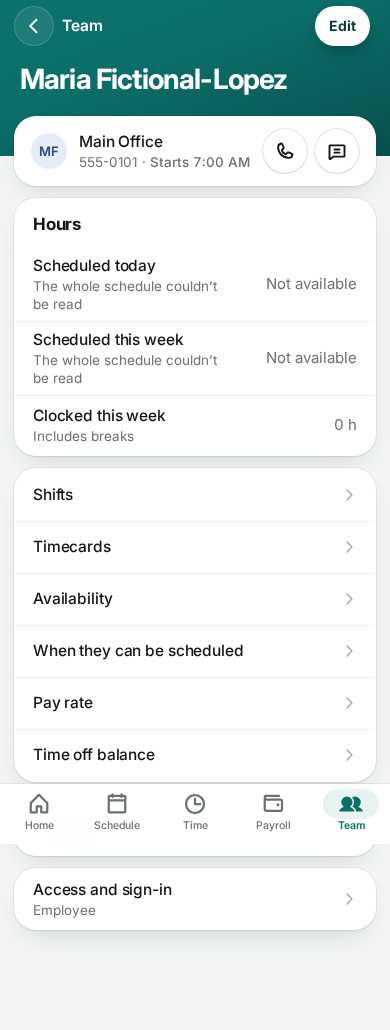 Team
Edit
Maria Fictional-Lopez
MF
Main Office
555-0101 · Starts 7:00 AM
Hours
Scheduled today
The whole schedule couldn’t
be read
Not available
Scheduled this week
The whole schedule couldn’t
be read
Not available
Clocked this week
Includes breaks
0 h
Shifts
Timecards
Availability
When they can be scheduled
Pay rate
Time off balance
Home
Schedule
Time
Payroll
Team
Access and sign-in
Employee